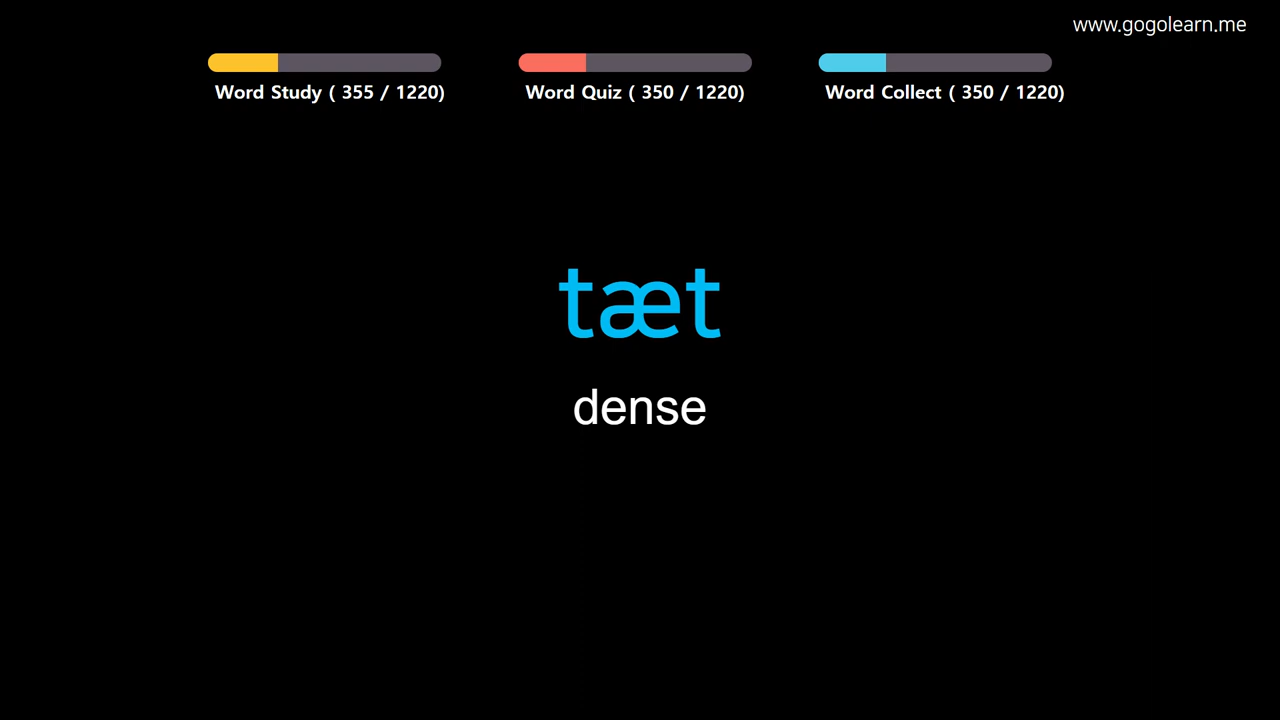 www.gogolearn.me
Word Study ( 355 / 1220)
Word Quiz ( 350 / 1220)
Word Collect ( 350 / 1220)
tæt
dense